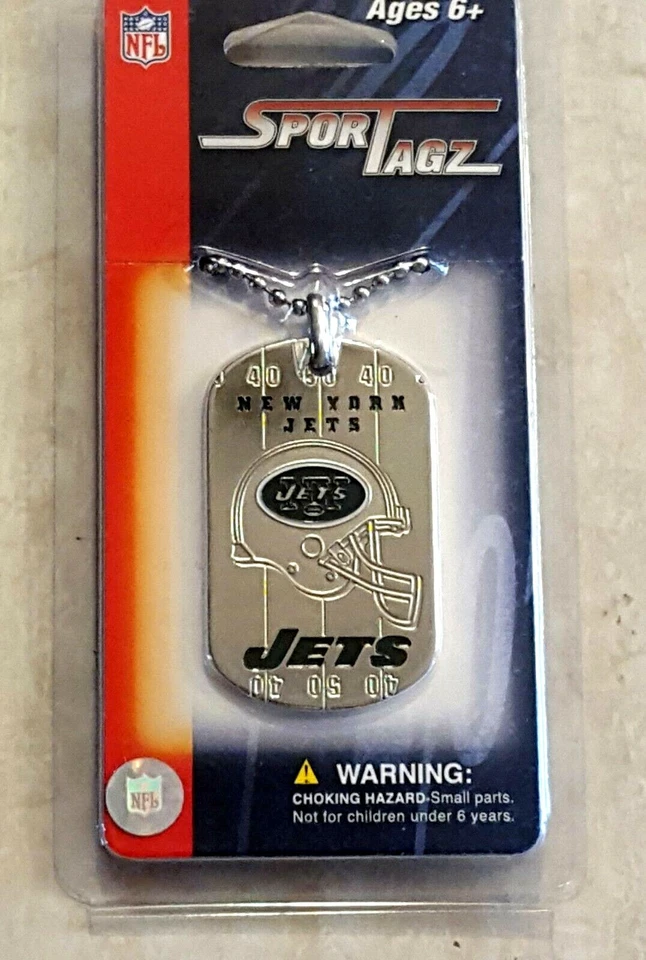 Ages 6+
NFL
SPORTAGZ
40 50 40
NEW YORK
JETS
NY
JETS
JETS
40 50 40
WARNING:
CHOKING HAZARD-Small parts.
Not for children under 6 years.
NFL